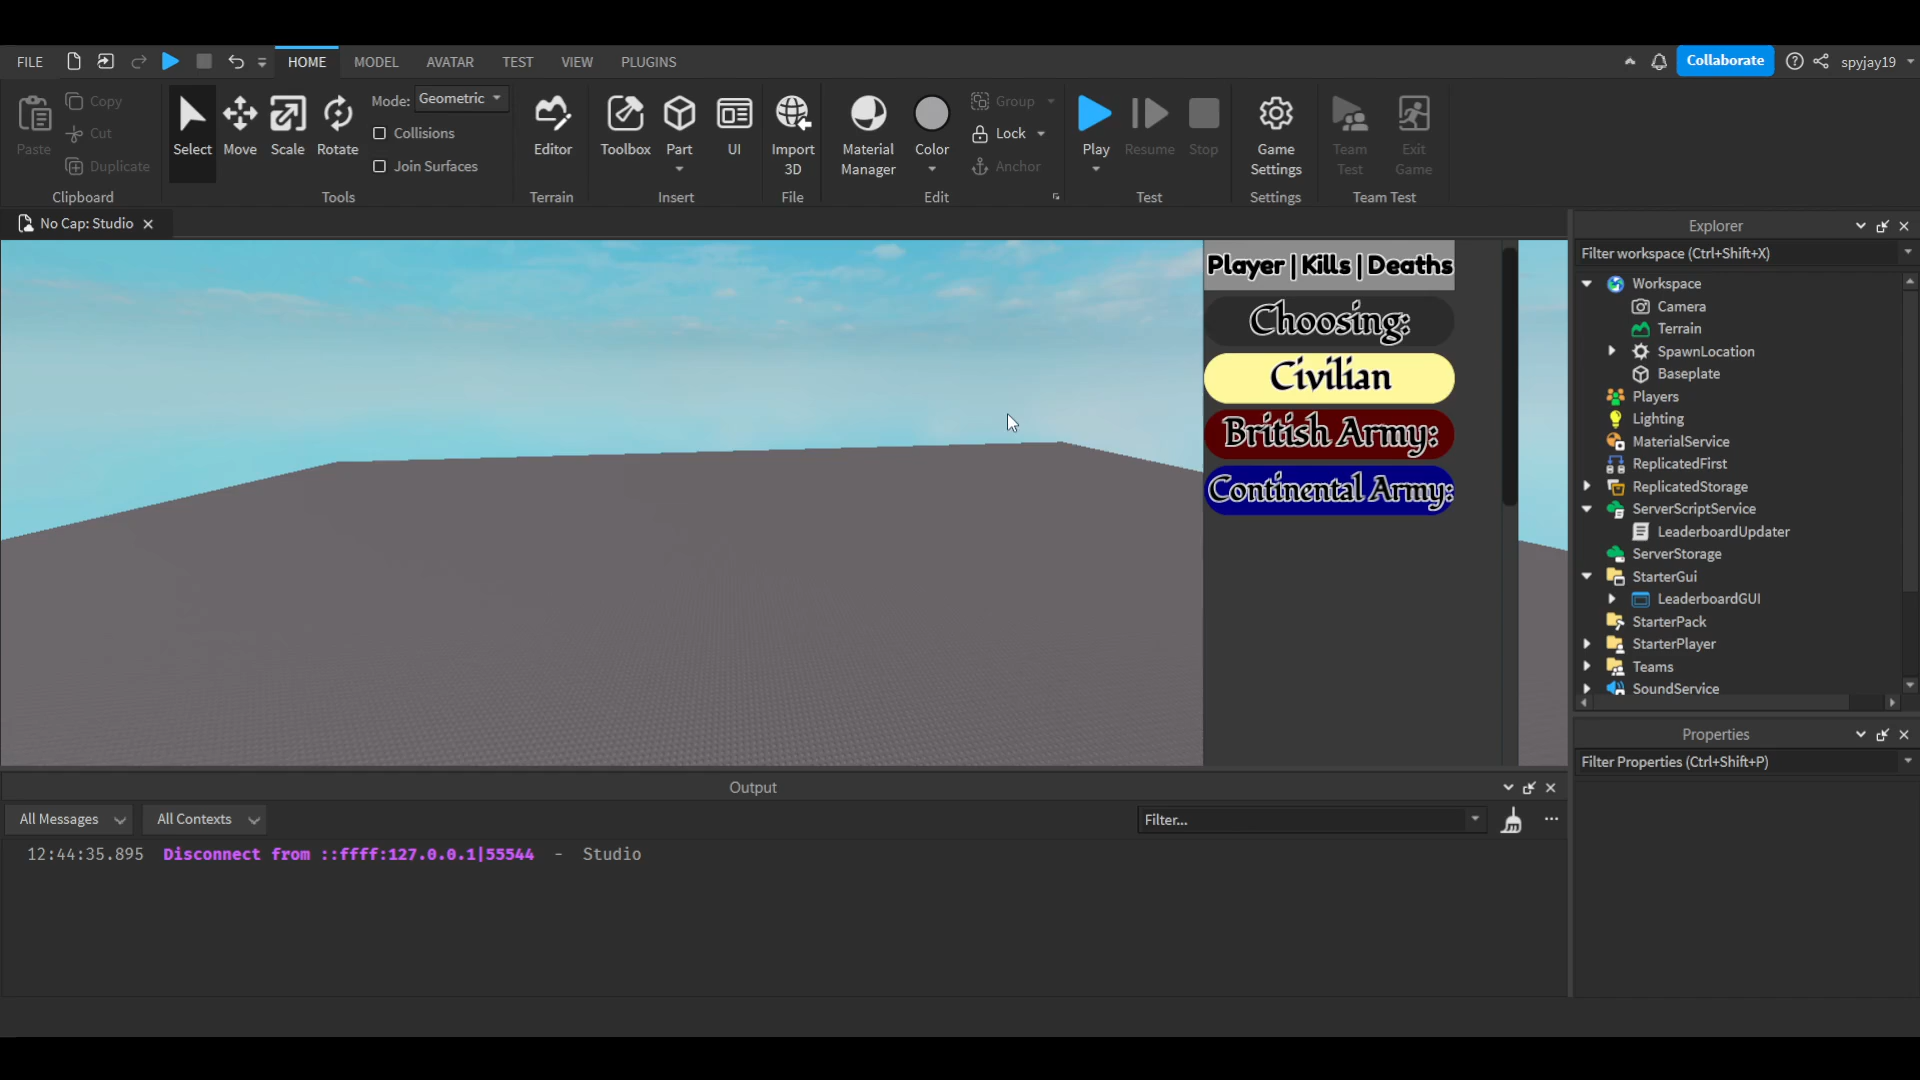 FILE HOME MODEL AVATAR TEST VIEW PLUGINS Collaborate spyjay19
Paste Copy Cut Duplicate Clipboard
Select Move Scale Rotate Mode: Geometric Collisions Join Surfaces Tools
Editor Terrain
Toolbox Part UI Insert
Import 3D File
Material Manager Color Group Lock Anchor Edit
Play Resume Stop Test
Game Settings Settings
Team Test Exit Game Team Test
No Cap: Studio
Player | Kills | Deaths
Choosing:
Civilian
British Army:
Continental Army:
Explorer
Filter workspace (Ctrl+Shift+X)
Workspace
Camera
Terrain
SpawnLocation
Baseplate
Players
Lighting
MaterialService
ReplicatedFirst
ReplicatedStorage
ServerScriptService
LeaderboardUpdater
ServerStorage
StarterGui
LeaderboardGUI
StarterPack
StarterPlayer
Teams
SoundService
Properties
Filter Properties (Ctrl+Shift+P)
Output
All Messages All Contexts Filter...
12:44:35.895 Disconnect from ::ffff:127.0.0.1|55544 - Studio